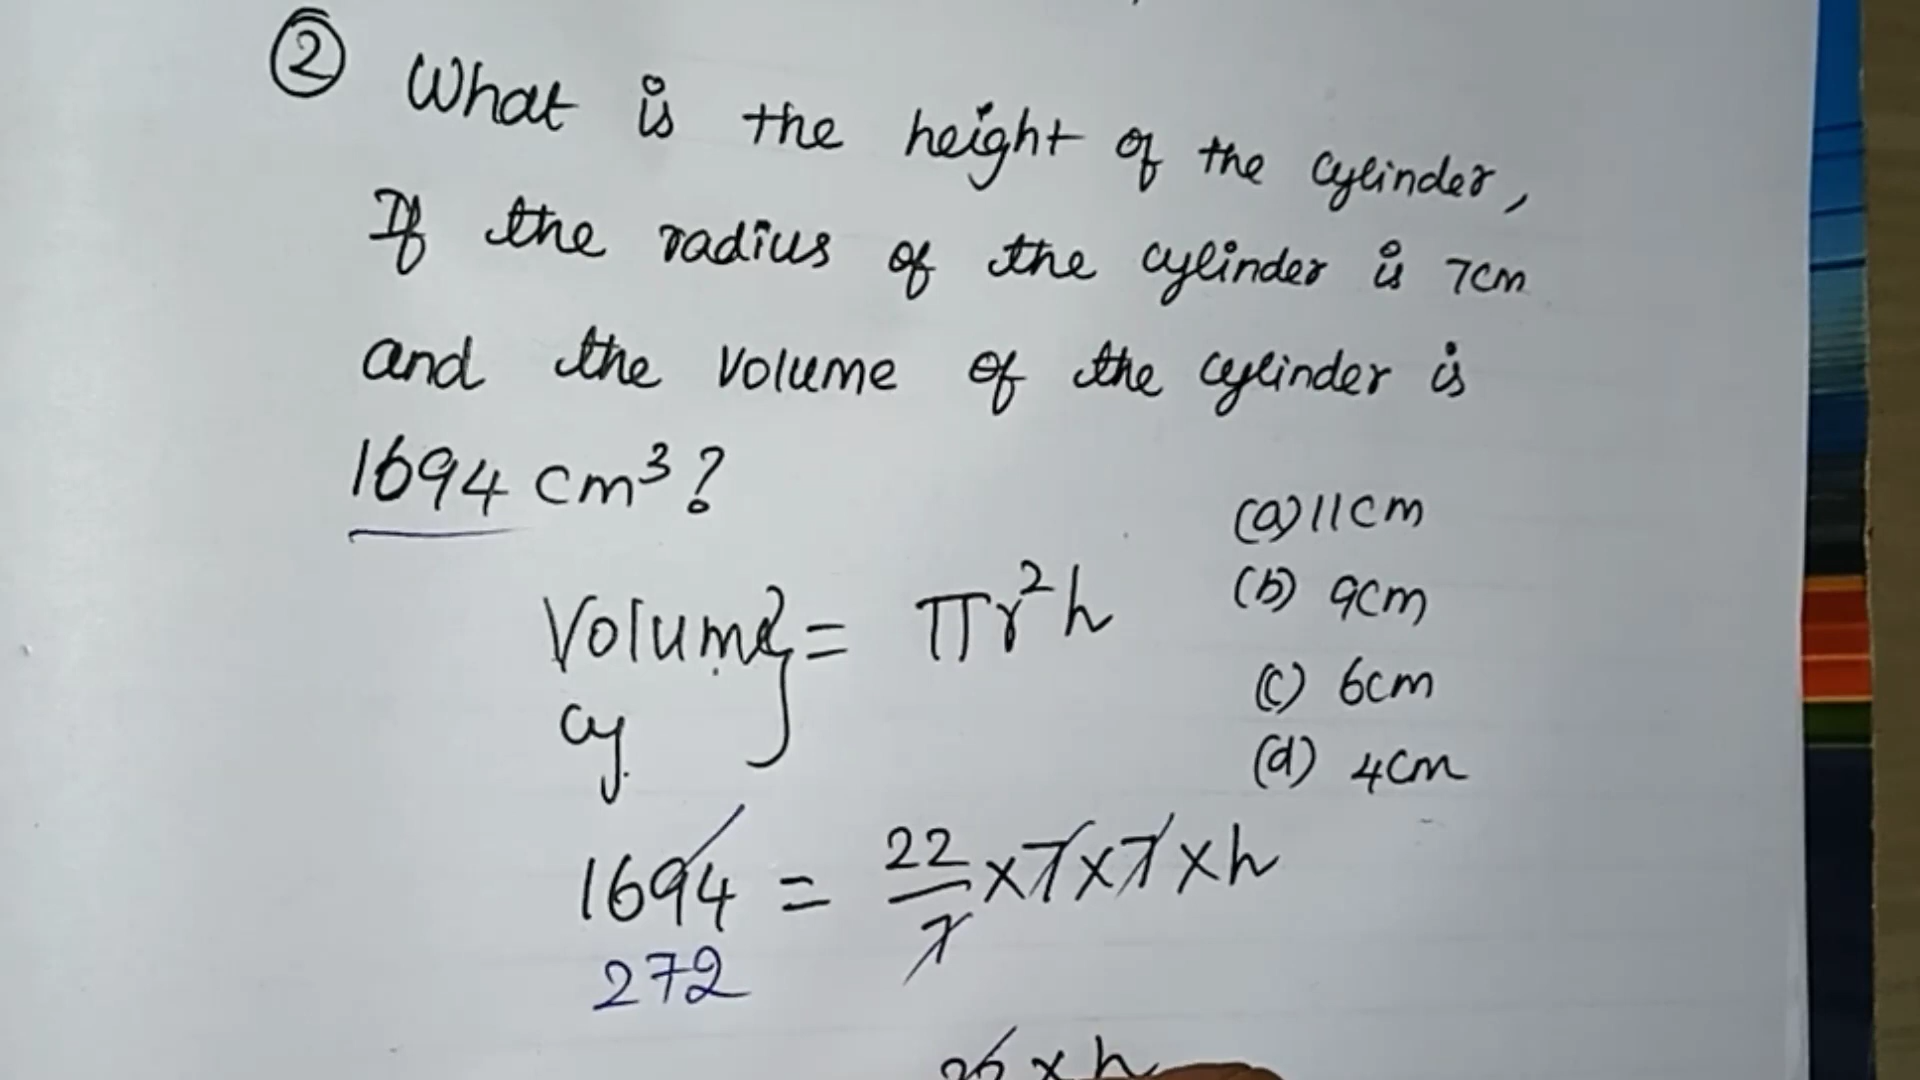 ② What is the height of the cylinder,
If the radius of the cylinder is 7cm
and the volume of the cylinder is
1694 cm³?
(a) 11cm
(b) 9cm
(c) 6cm
(d) 4cm
Volume cy } = πr²h
1694 = 22/7 x 7 x 7 x h
272
x h